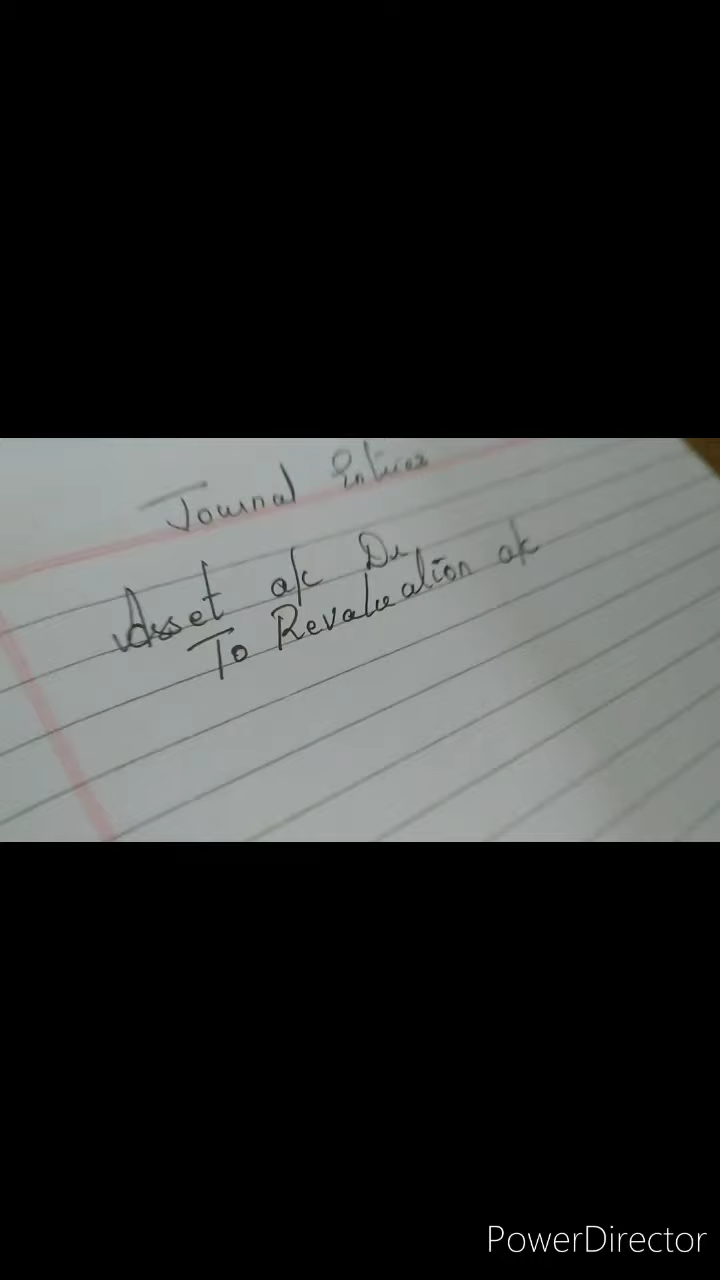 Journal Entries
Asset a/c Dr
To Revaluation a/c
PowerDirector